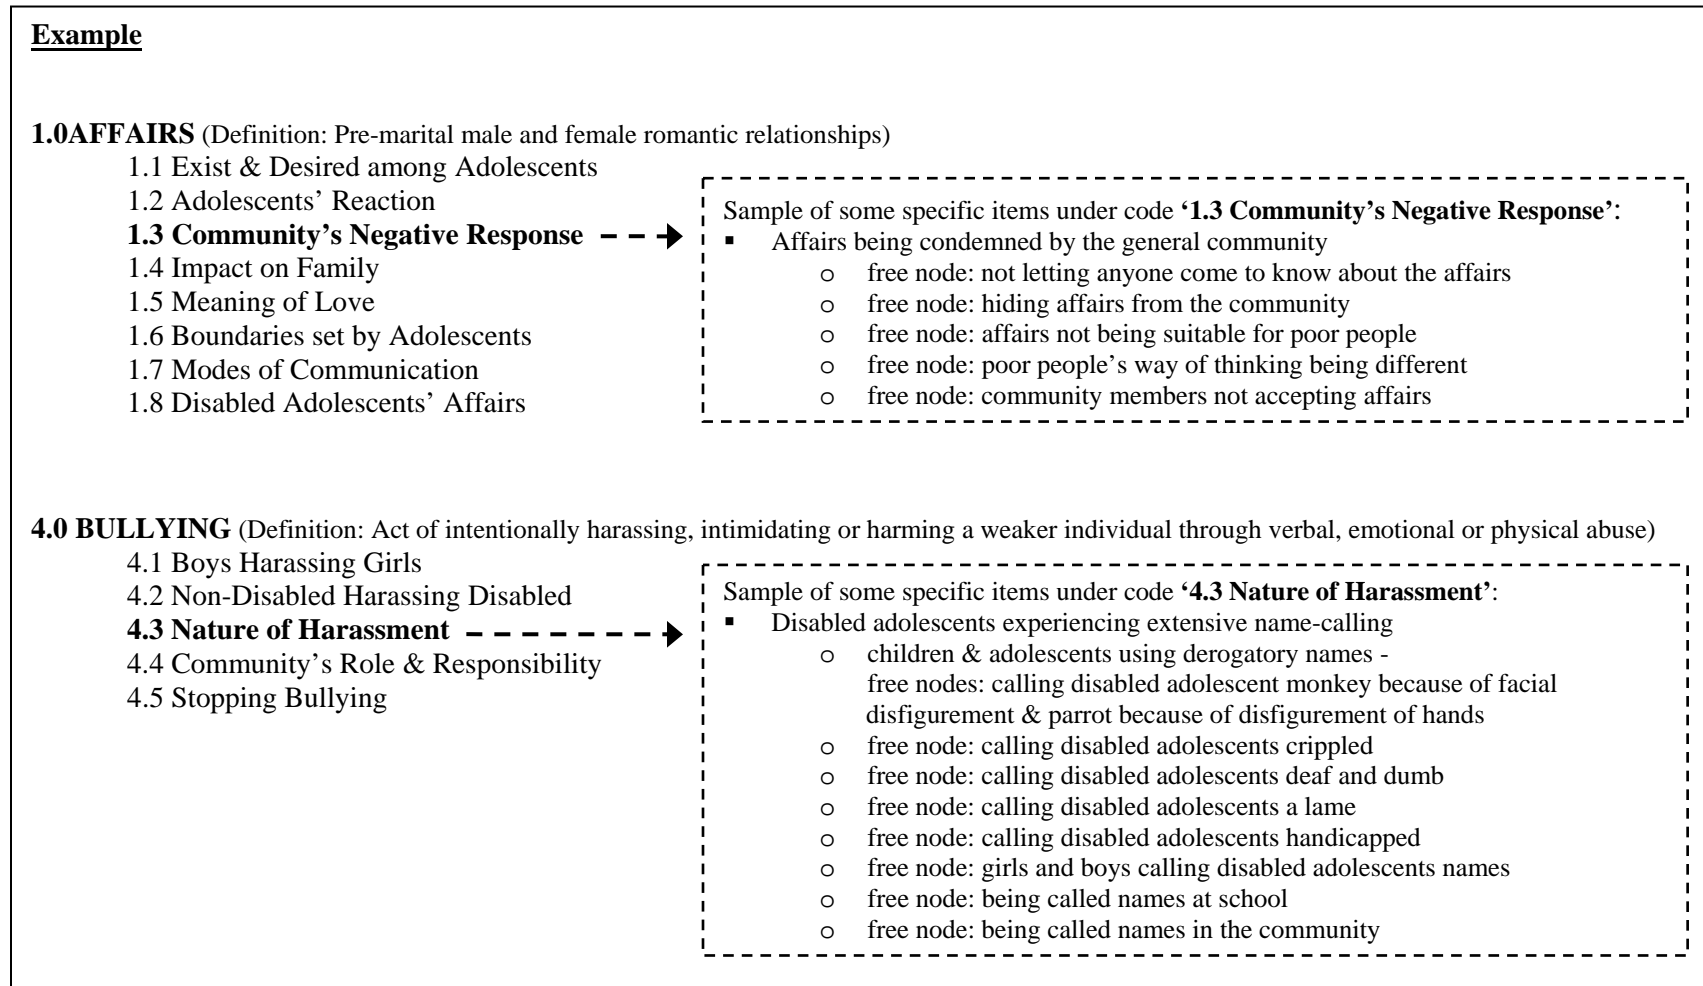 Example
1.0AFFAIRS (Definition: Pre-marital male and female romantic relationships)
1.1 Exist & Desired among Adolescents
1.2 Adolescents’ Reaction
1.3 Community’s Negative Response
1.4 Impact on Family
1.5 Meaning of Love
1.6 Boundaries set by Adolescents
1.7 Modes of Communication
1.8 Disabled Adolescents’ Affairs
Sample of some specific items under code ‘1.3 Community’s Negative Response’:
▪ Affairs being condemned by the general community
o free node: not letting anyone come to know about the affairs
o free node: hiding affairs from the community
o free node: affairs not being suitable for poor people
o free node: poor people’s way of thinking being different
o free node: community members not accepting affairs
4.0 BULLYING (Definition: Act of intentionally harassing, intimidating or harming a weaker individual through verbal, emotional or physical abuse)
4.1 Boys Harassing Girls
4.2 Non-Disabled Harassing Disabled
4.3 Nature of Harassment
4.4 Community’s Role & Responsibility
4.5 Stopping Bullying
Sample of some specific items under code ‘4.3 Nature of Harassment’:
▪ Disabled adolescents experiencing extensive name-calling
o children & adolescents using derogatory names -
free nodes: calling disabled adolescent monkey because of facial
disfigurement & parrot because of disfigurement of hands
o free node: calling disabled adolescents crippled
o free node: calling disabled adolescents deaf and dumb
o free node: calling disabled adolescents a lame
o free node: calling disabled adolescents handicapped
o free node: girls and boys calling disabled adolescents names
o free node: being called names at school
o free node: being called names in the community